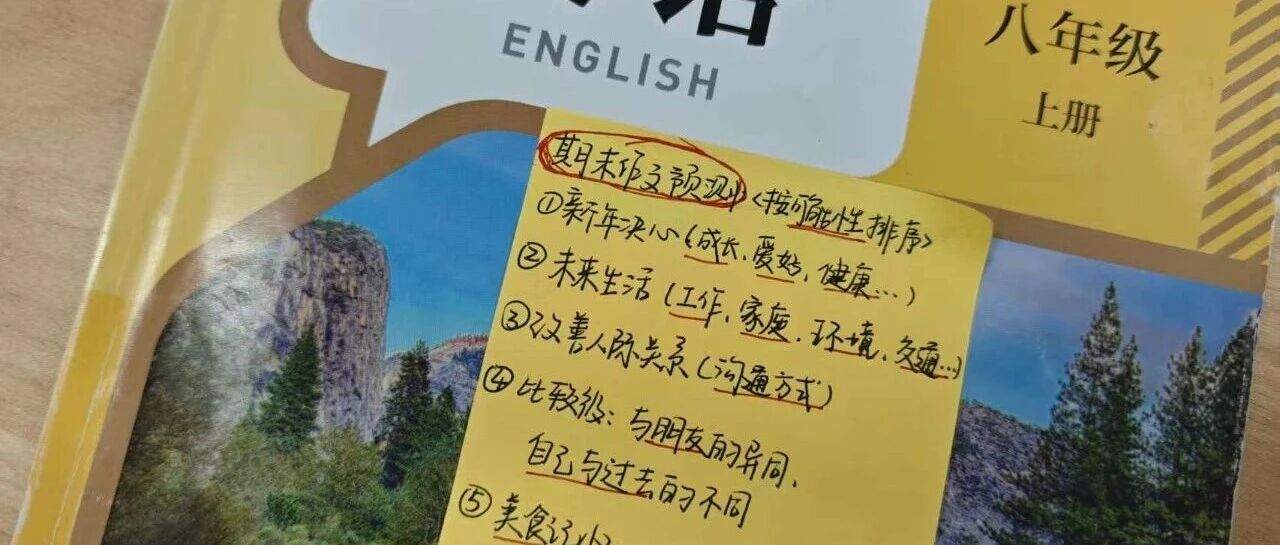 ENGLISH
八年级
上册
期末作文预测 <按可能性排序>
①新年决心(成长、爱好、健康…)
②未来生活(工作、家庭、环境、交通…)
③改善人际关系(沟通方式)
④比较级：与朋友的异同、
自己与过去的不同
⑤美食